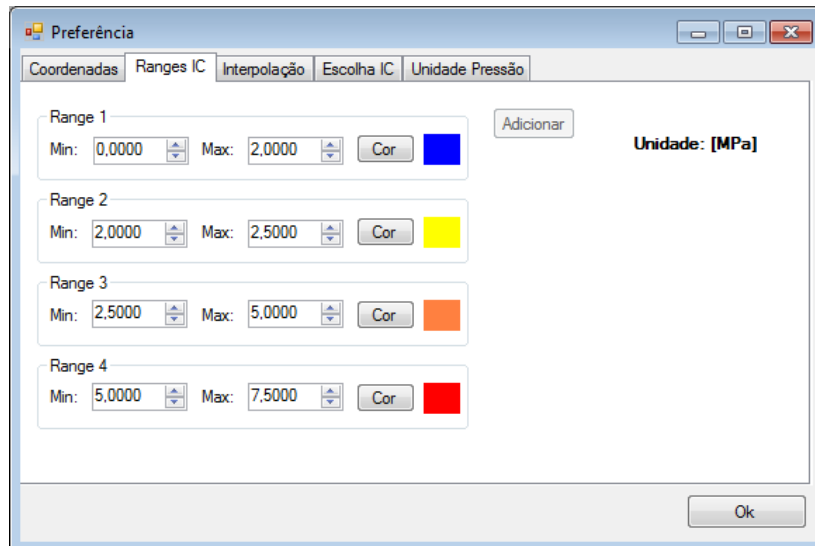 Preferência
Coordenadas Ranges IC Interpolação Escolha IC Unidade Pressão
Range 1
Min: 0,0000 Max: 2,0000 Cor
Adicionar
Unidade: [MPa]
Range 2
Min: 2,0000 Max: 2,5000 Cor
Range 3
Min: 2,5000 Max: 5,0000 Cor
Range 4
Min: 5,0000 Max: 7,5000 Cor
Ok